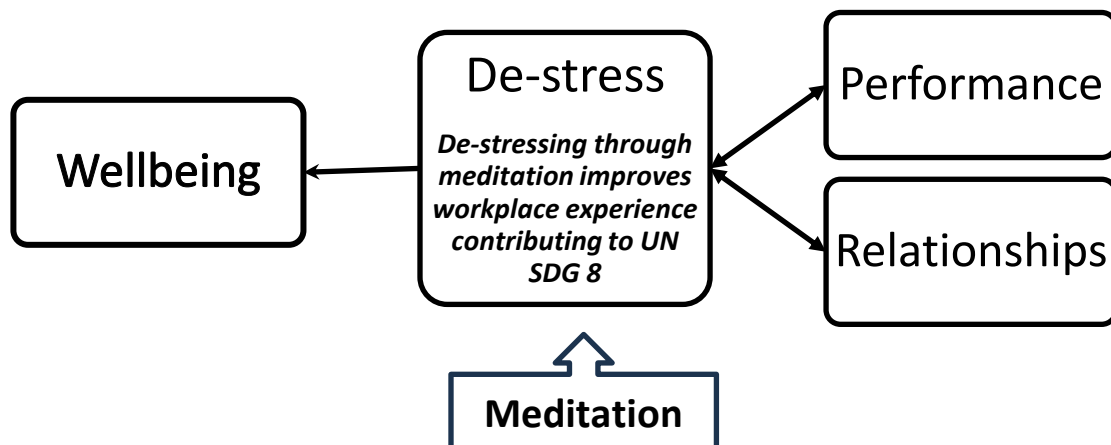 Wellbeing
De-stress
De-stressing through
meditation improves
workplace experience
contributing to UN
SDG 8
Performance
Relationships
Meditation